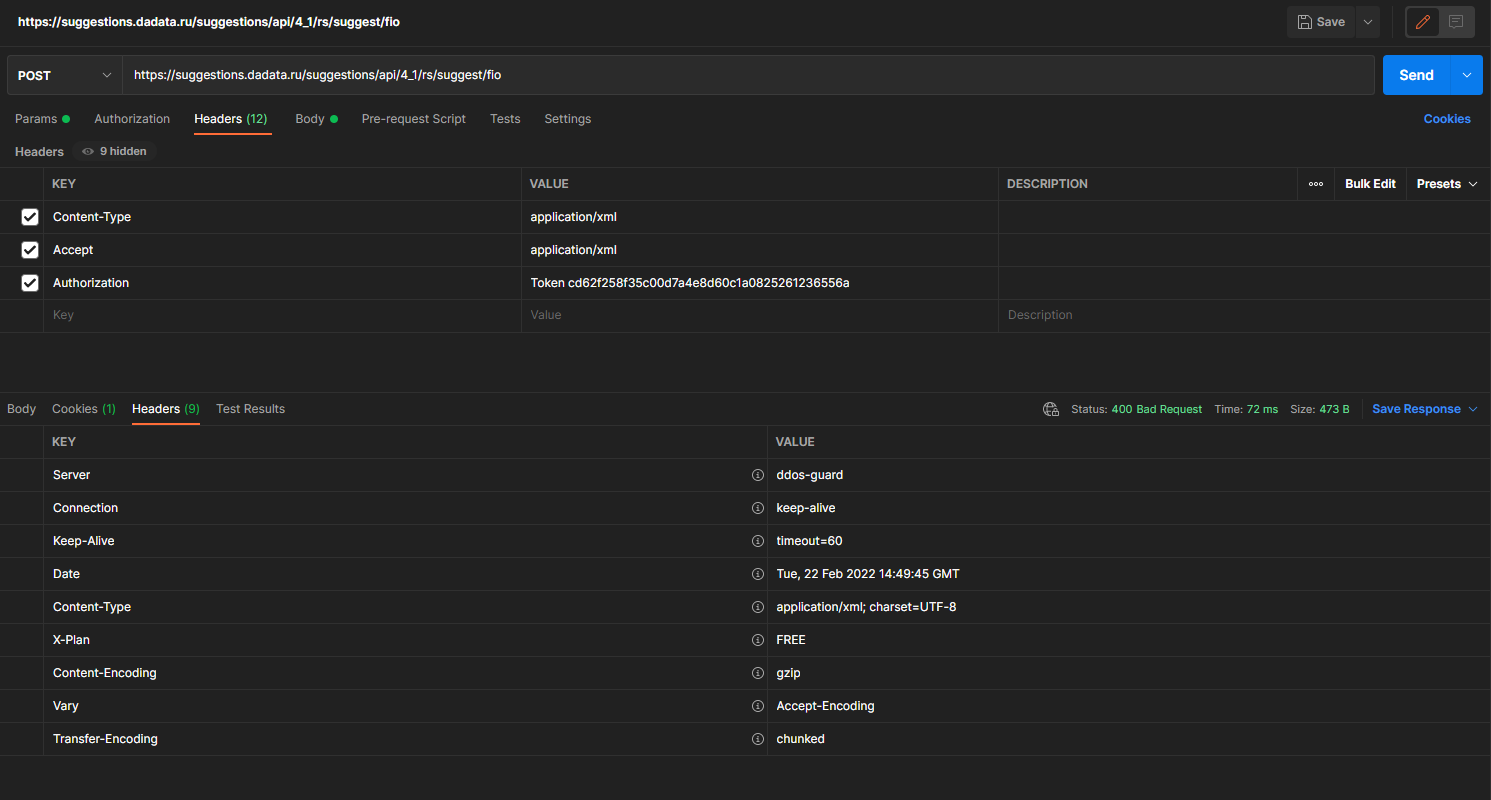 https://suggestions.dadata.ru/suggestions/api/4_1/rs/suggest/fio Save
POST https://suggestions.dadata.ru/suggestions/api/4_1/rs/suggest/fio Send
Params Authorization Headers (12) Body Pre-request Script Tests Settings Cookies
Headers 9 hidden
KEY VALUE DESCRIPTION Bulk Edit Presets
Content-Type application/xml
Accept application/xml
Authorization Token cd62f258f35c00d7a4e8d60c1a0825261236556a
Key Value Description
Body Cookies (1) Headers (9) Test Results Status: 400 Bad Request Time: 72 ms Size: 473 B Save Response
KEY VALUE
Server ddos-guard
Connection keep-alive
Keep-Alive timeout=60
Date Tue, 22 Feb 2022 14:49:45 GMT
Content-Type application/xml; charset=UTF-8
X-Plan FREE
Content-Encoding gzip
Vary Accept-Encoding
Transfer-Encoding chunked